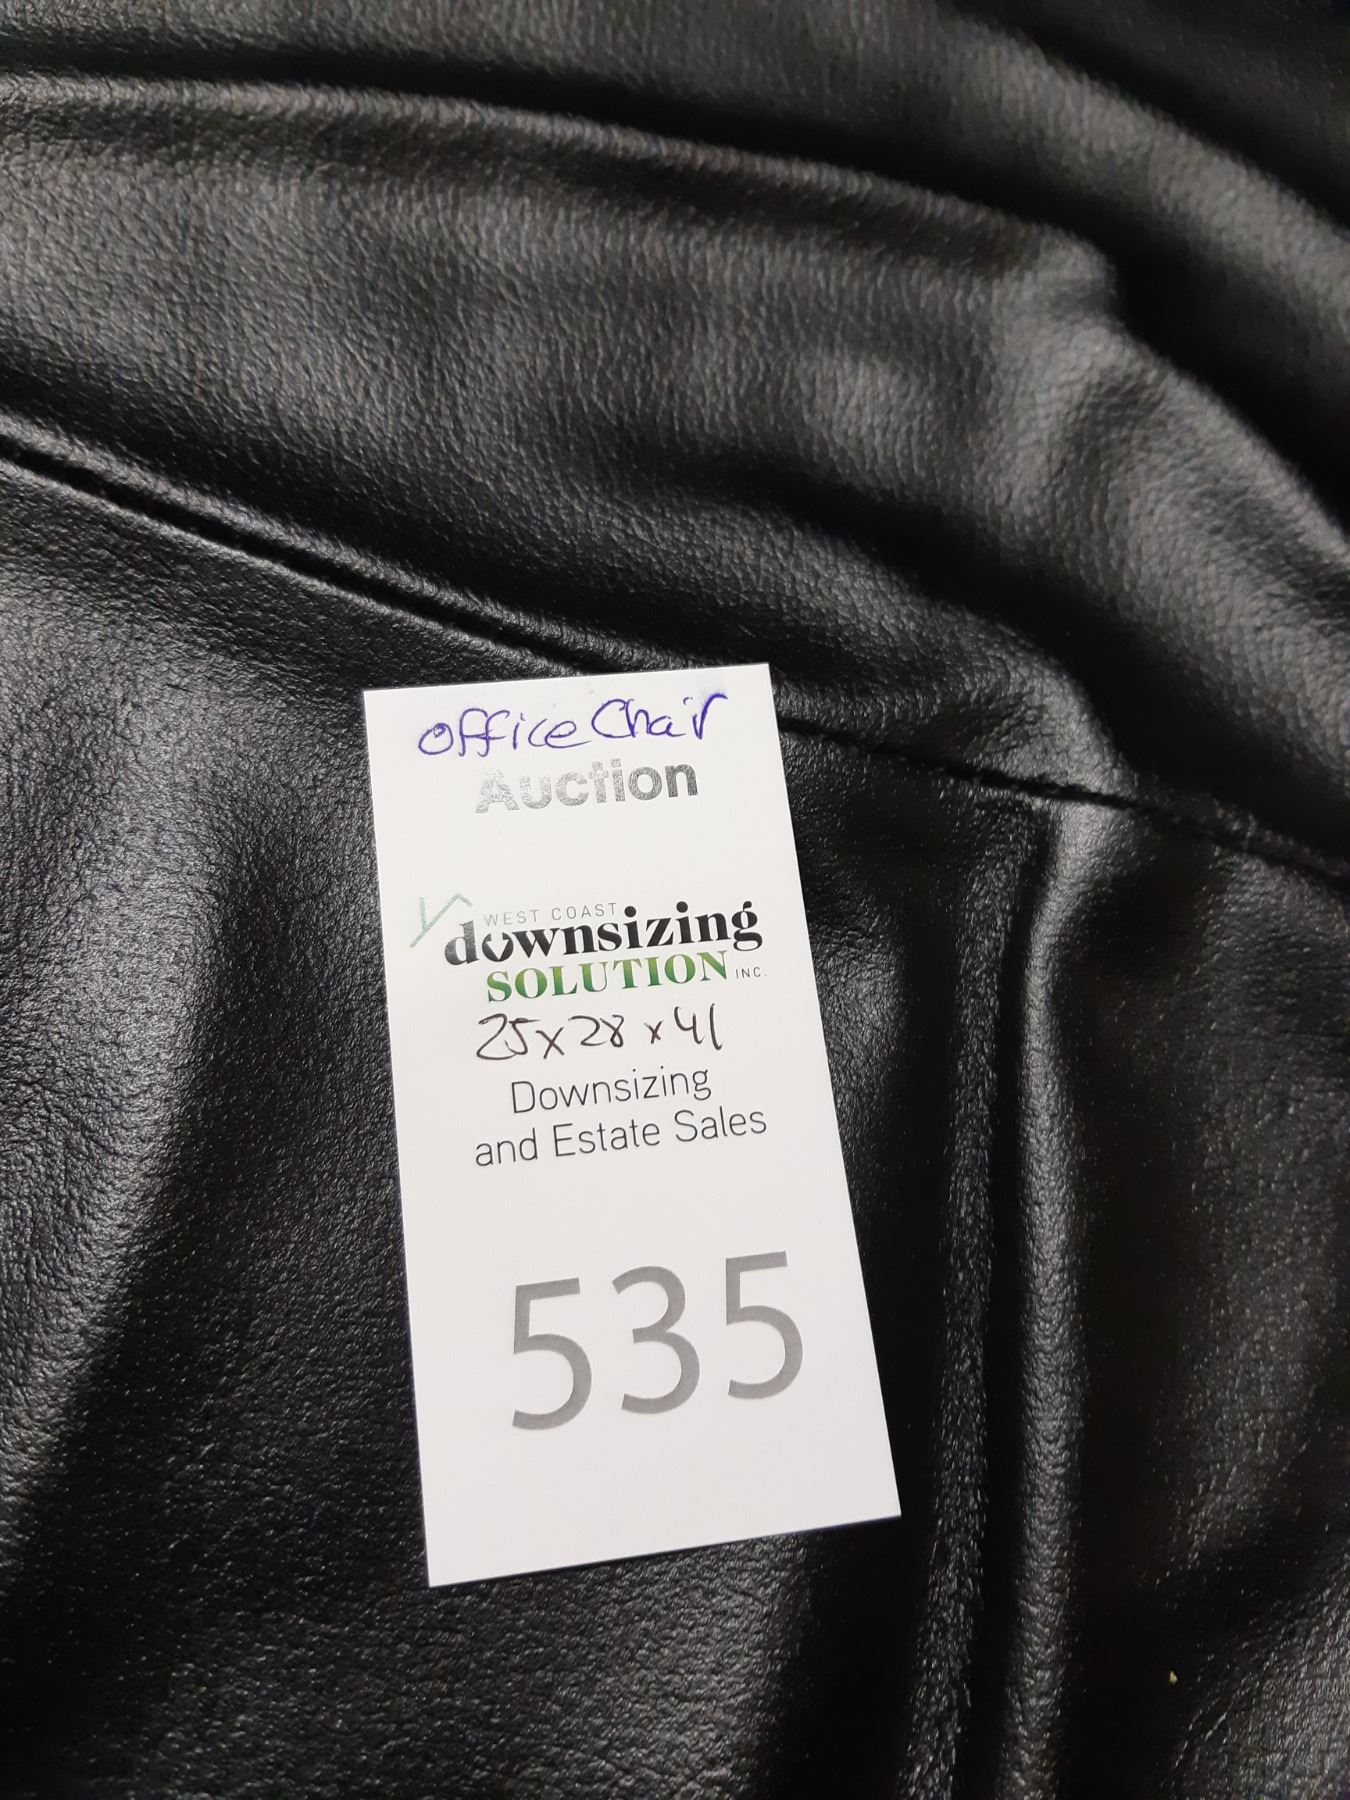 office Chair
Auction
WEST COAST
downsizing
SOLUTION INC.
25x28x41
Downsizing
and Estate Sales
535